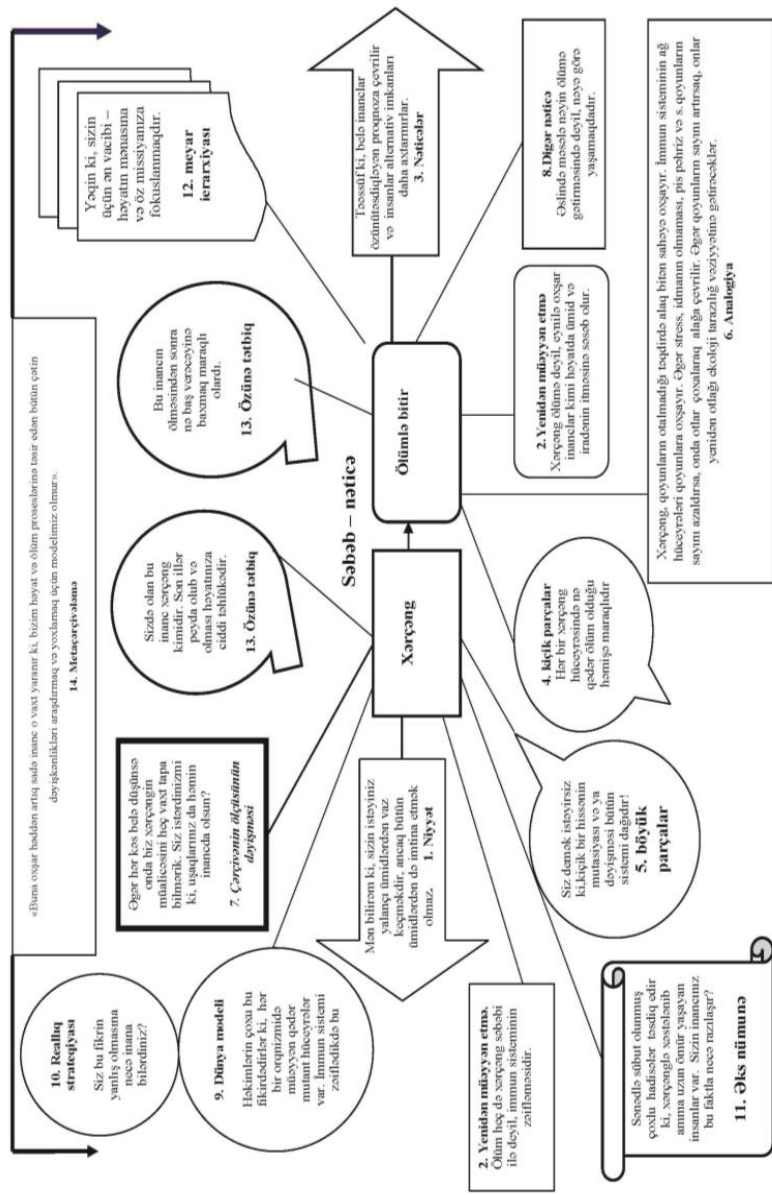 «Buna oxşar həddən artıq sadə inanc o vaxt yaranır ki, bizim həyat və ölüm proseslərinə təsir edən bütün çətin
dəyişkənlikləri araşdırmaq və yoxlamaq üçün modelimiz olmur».
14. Metaçərçivələmə
10. Reallıq
strategiyası
Siz bu fikrin
yanlış olmasına
necə inana
bilərdiniz?
9. Dünya modeli
Həkimlərin çoxu bu
fikirdədirlər ki, hər
bir orqnizmidə
müəyyən qədər
mutant hüceyrələr
var. İmmun sistemi
zəiflədikdə bu
Əgər hər kəs belə düşünsə
onda biz xərçəngin
müalicəsini heç vaxt tapa
bilmərik. Siz istərdinizmi
ki, uşaqlarınız da həmin
inancda olsun?
7. Çərçivənin ölçüsünün
dəyişməsi
Sizdə olan bu
inanc xərçəng
kimidir. Son illər
peyda olub və
olması həyatınıza
ciddi təhlükədir.
13. Özünə tətbiq
Bu inancın
ölməsindən sonra
nə baş verəcəyinə
baxmaq maraqlı
olardı.
13. Özünə tətbiq
Yəqin ki, sizin
üçün ən vacibi –
həyatın mənasına
və öz missiyanıza
fokuslanmaqdır.
12. meyar
ierarxiyası
Səbəb – nəticə
Mən bilirəm ki, sizin istəyiniz
yalançı ümidlərdən vaz
keçməkdir, ancaq bütün
ümidlərdən də imtina etmək
olmaz. 1. Niyyət
Xərçəng
Ölümlə bitir
Təəssüf ki, belə inanclar
özünütəsdiqləyən proqnoza çevrilir
və insanlar alternativ imkanları
daha axtarmırlar.
3. Nəticələr
2. Yenidən müəyyən etmə.
Ölüm heç də xərçəng səbəbi
ilə deyil, immun sisteminin
zəifləməsidir.
11. Əks nümunə
Sənədlə sübut olunmuş
çoxlu hadisələr təsdiq edir
ki, xərçənglə xəstələnib
amma uzun ömür yaşayan
insanlar var. Sizin inancınız
bu faktla necə razılaşır?
Siz demək istəyirsiz
ki,kiçik bir hissənin
mutasiyası və ya
dəyişməsi bütün
sistemi dağıdır!
5. böyük
parçalar
4. kiçik parçalar
Hər bir xərçəng
hüceyrəsində nə
qədər ölüm olduğu
həmişə maraqlıdır
2.Yenidən müəyyən etmə
Xərçəng ölümə deyil, eynilə oxşar
inanclar kimi həyatda ümid və
iradənin itməsinə səsəb olur.
8.Digər nəticə
Əslində məsələ nəyin ölümə
gətirməsində deyil, nəyə görə
yaşamaqdadır.
Xərçəng, qoyunların otalmadığı təqdirdə alaq bitən sahəyə oxşayır. İmmun sisteminin ağ
hüceyrələri qoyunlara oxşayır. Əgər stress, idmanın olmaması, pis pəhriz və s. qoyunların
sayını azaldırsa, onda otlar çoxalaraq alağa çevrilir. Əgər qoyunların sayını artırsaq, onlar
yenidən otlağı ekoloji tarazılığ vəziyyətinə gətirəcəklər.
6. Analogiya